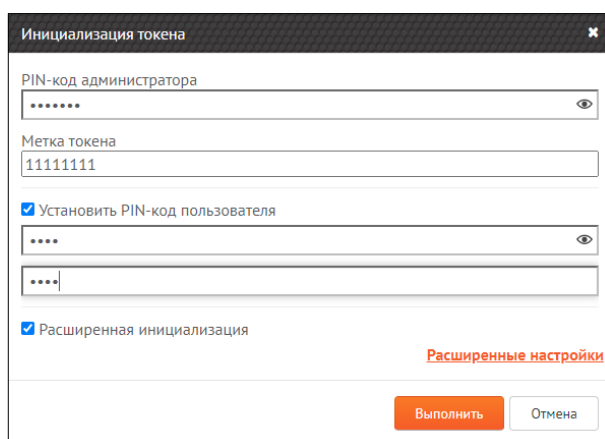 Инициализация токена
PIN-код администратора
•••••••
Метка токена
11111111
Установить PIN-код пользователя
••••
••••
Расширенная инициализация
Расширенные настройки
Выполнить Отмена